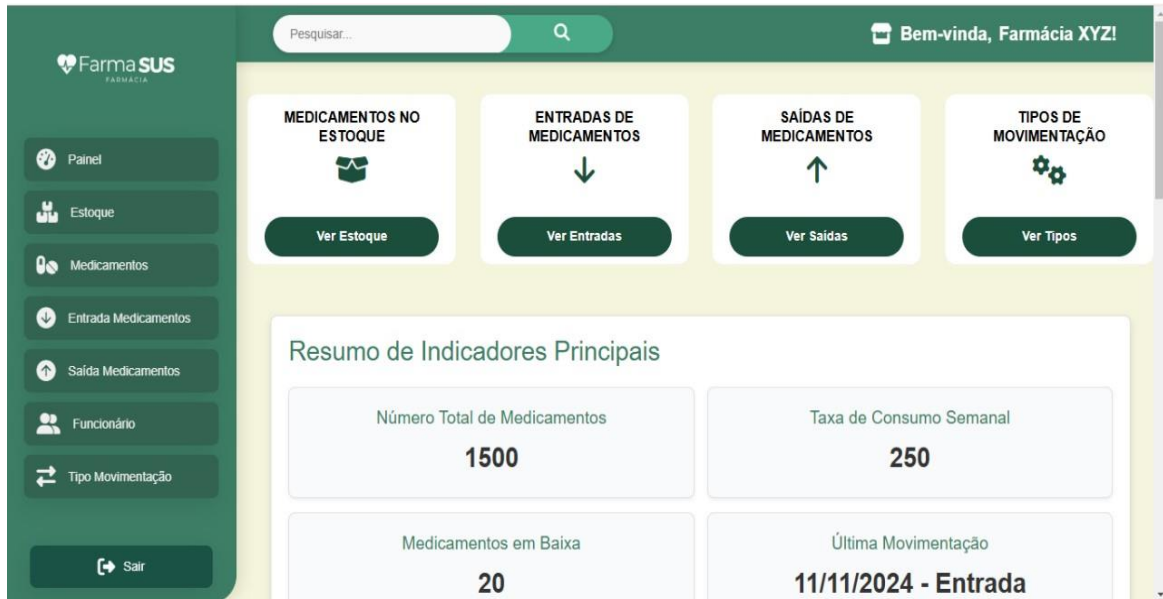 FarmaSUS
FARMÁCIA
Painel
Estoque
Medicamentos
Entrada Medicamentos
Saída Medicamentos
Funcionário
Tipo Movimentação
Sair
Pesquisar...
Bem-vinda, Farmácia XYZ!
MEDICAMENTOS NO
ESTOQUE
Ver Estoque
ENTRADAS DE
MEDICAMENTOS
Ver Entradas
SAÍDAS DE
MEDICAMENTOS
Ver Saídas
TIPOS DE
MOVIMENTAÇÃO
Ver Tipos
Resumo de Indicadores Principais
Número Total de Medicamentos
1500
Taxa de Consumo Semanal
250
Medicamentos em Baixa
20
Última Movimentação
11/11/2024 - Entrada